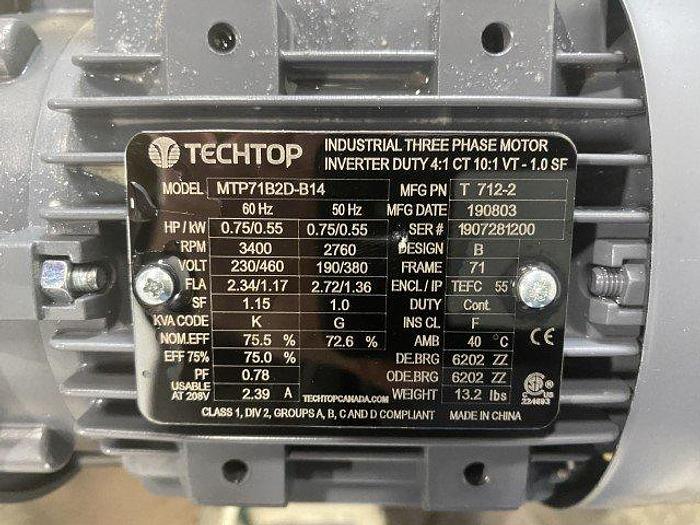 TECHTOP INDUSTRIAL THREE PHASE MOTOR
INVERTER DUTY 4:1 CT 10:1 VT - 1.0 SF
MODEL MTP71B2D-B14 MFG PN T 712-2
60 Hz 50 Hz MFG DATE 190803
HP / kW 0.75/0.55 0.75/0.55 SER # 1907281200
RPM 3400 2760 DESIGN B
VOLT 230/460 190/380 FRAME 71
FLA 2.34/1.17 2.72/1.36 ENCL / IP TEFC 55
SF 1.15 1.0 DUTY Cont.
KVA CODE K G INS CL F
NOM.EFF 75.5 % 72.6 % AMB 40 °C
EFF 75% 75.0 % DE.BRG 6202 ZZ
PF 0.78 ODE.BRG 6202 ZZ
USABLE AT 208V 2.39 A TECHTOPCANADA.COM WEIGHT 13.2 lbs
CLASS 1, DIV 2, GROUPS A, B, C AND D COMPLIANT MADE IN CHINA
CE
C US
224693